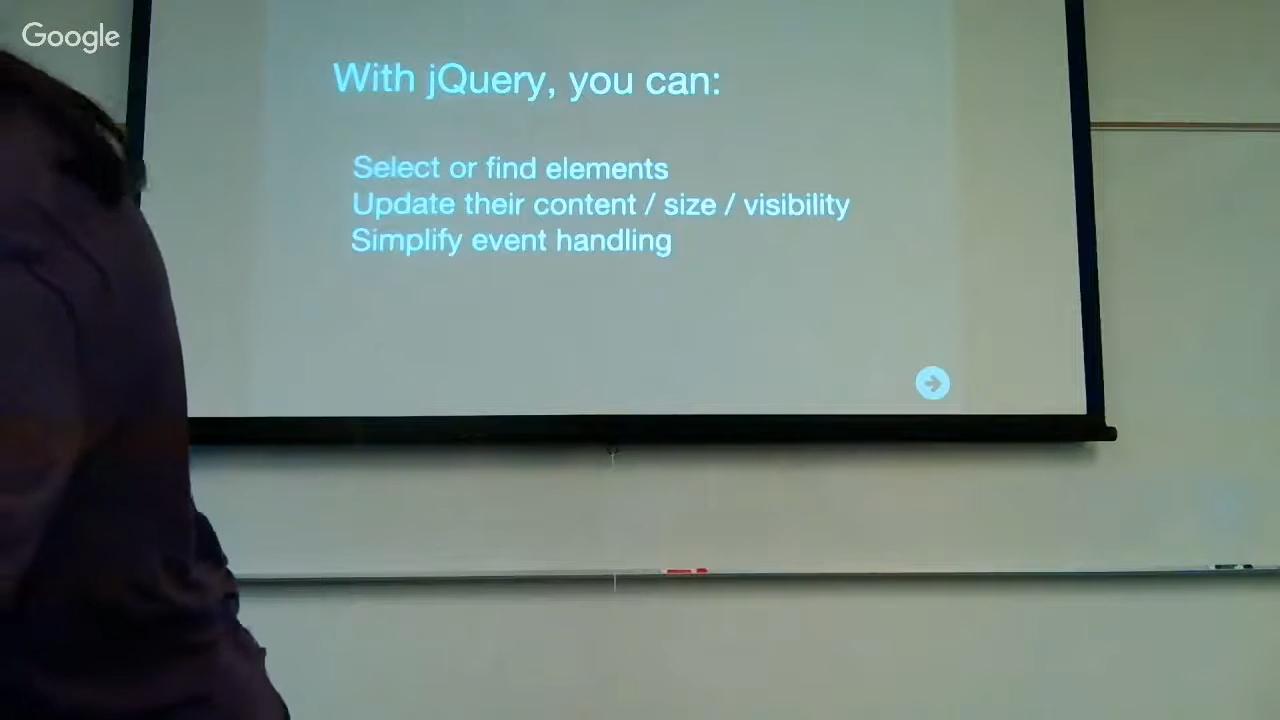 Google
With jQuery, you can:
Select or find elements
Update their content / size / visibility
Simplify event handling